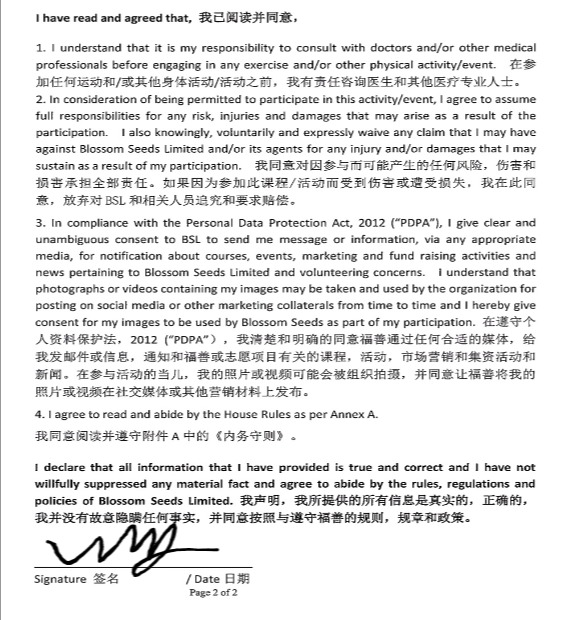 I have read and agreed that, 我已阅读并同意，
1. I understand that it is my responsibility to consult with doctors and/or other medical
professionals before engaging in any exercise and/or other physical activity/event. 在参
加任何运动和/或其他身体活动/活动之前，我有责任咨询医生和其他医疗专业人士。
2. In consideration of being permitted to participate in this activity/event, I agree to assume
full responsibilities for any risk, injuries and damages that may arise as a result of the
participation. I also knowingly, voluntarily and expressly waive any claim that I may have
against Blossom Seeds Limited and/or its agents for any injury and/or damages that I may
sustain as a result of my participation. 我同意对因参与而可能产生的任何风险，伤害和
损害承担全部责任。如果因为参加此课程/活动而受到伤害或遭受损失，我在此同
意，放弃对 BSL 和相关人员追究和要求赔偿。
3. In compliance with the Personal Data Protection Act, 2012 (“PDPA”), I give clear and
unambiguous consent to BSL to send me message or information, via any appropriate
media, for notification about courses, events, marketing and fund raising activities and
news pertaining to Blossom Seeds Limited and volunteering concerns. I understand that
photographs or videos containing my images may be taken and used by the organization for
posting on social media or other marketing collaterals from time to time and I hereby give
consent for my images to be used by Blossom Seeds as part of my participation. 在遵守个
人资料保护法，2012 (“PDPA”)，我清楚和明确的同意福善通过任何合适的媒体，给
我发邮件或信息，通知和福善或志愿项目有关的课程，活动，市场营销和集资活动和
新闻。在参与活动的当儿，我的照片或视频可能会被组织拍摄，并同意让福善将我的
照片或视频在社交媒体或其他营销材料上发布。
4. I agree to read and abide by the House Rules as per Annex A.
我同意阅读并遵守附件 A 中的《内务守则》。
I declare that all information that I have provided is true and correct and I have not
willfully suppressed any material fact and agree to abide by the rules, regulations and
policies of Blossom Seeds Limited. 我声明，我所提供的所有信息是真实的，正确的，
我并没有故意隐瞒任何事实，并同意按照与遵守福善的规则，规章和政策。
Signature 签名 / Date 日期
Page 2 of 2